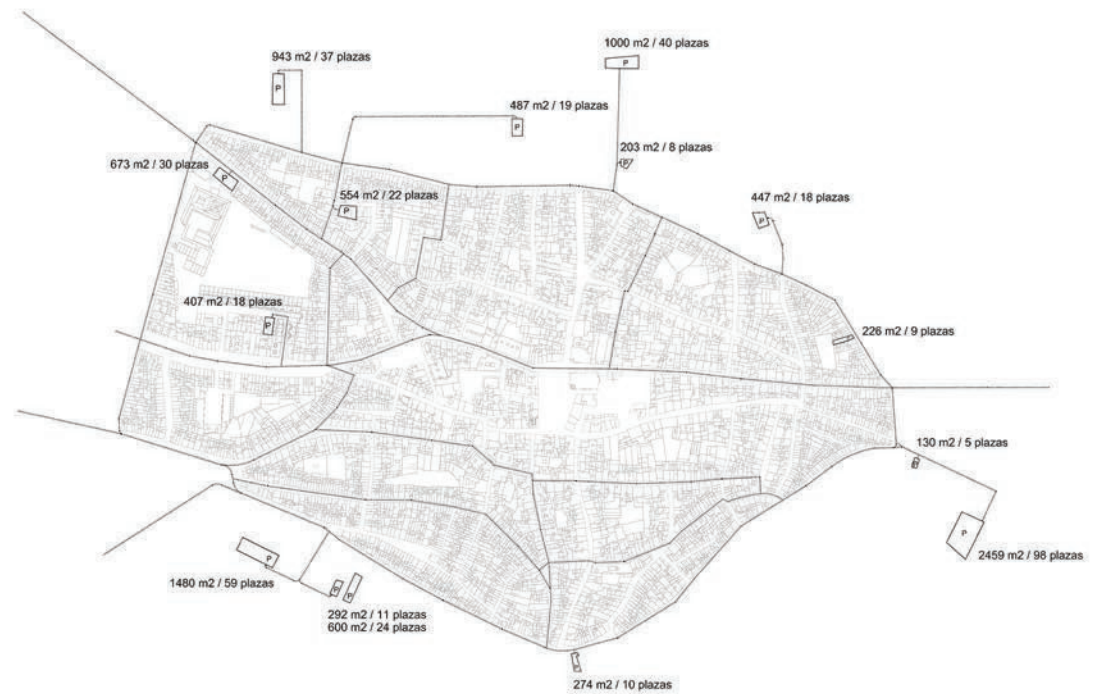 1000 m2 / 40 plazas
943 m2 / 37 plazas
P
P
487 m2 / 19 plazas
P
203 m2 / 8 plazas
P
673 m2 / 30 plazas
P
554 m2 / 22 plazas
P
447 m2 / 18 plazas
P
407 m2 / 18 plazas
P
226 m2 / 9 plazas
130 m2 / 5 plazas
P
2459 m2 / 98 plazas
P
1480 m2 / 59 plazas
P
P
292 m2 / 11 plazas
600 m2 / 24 plazas
274 m2 / 10 plazas